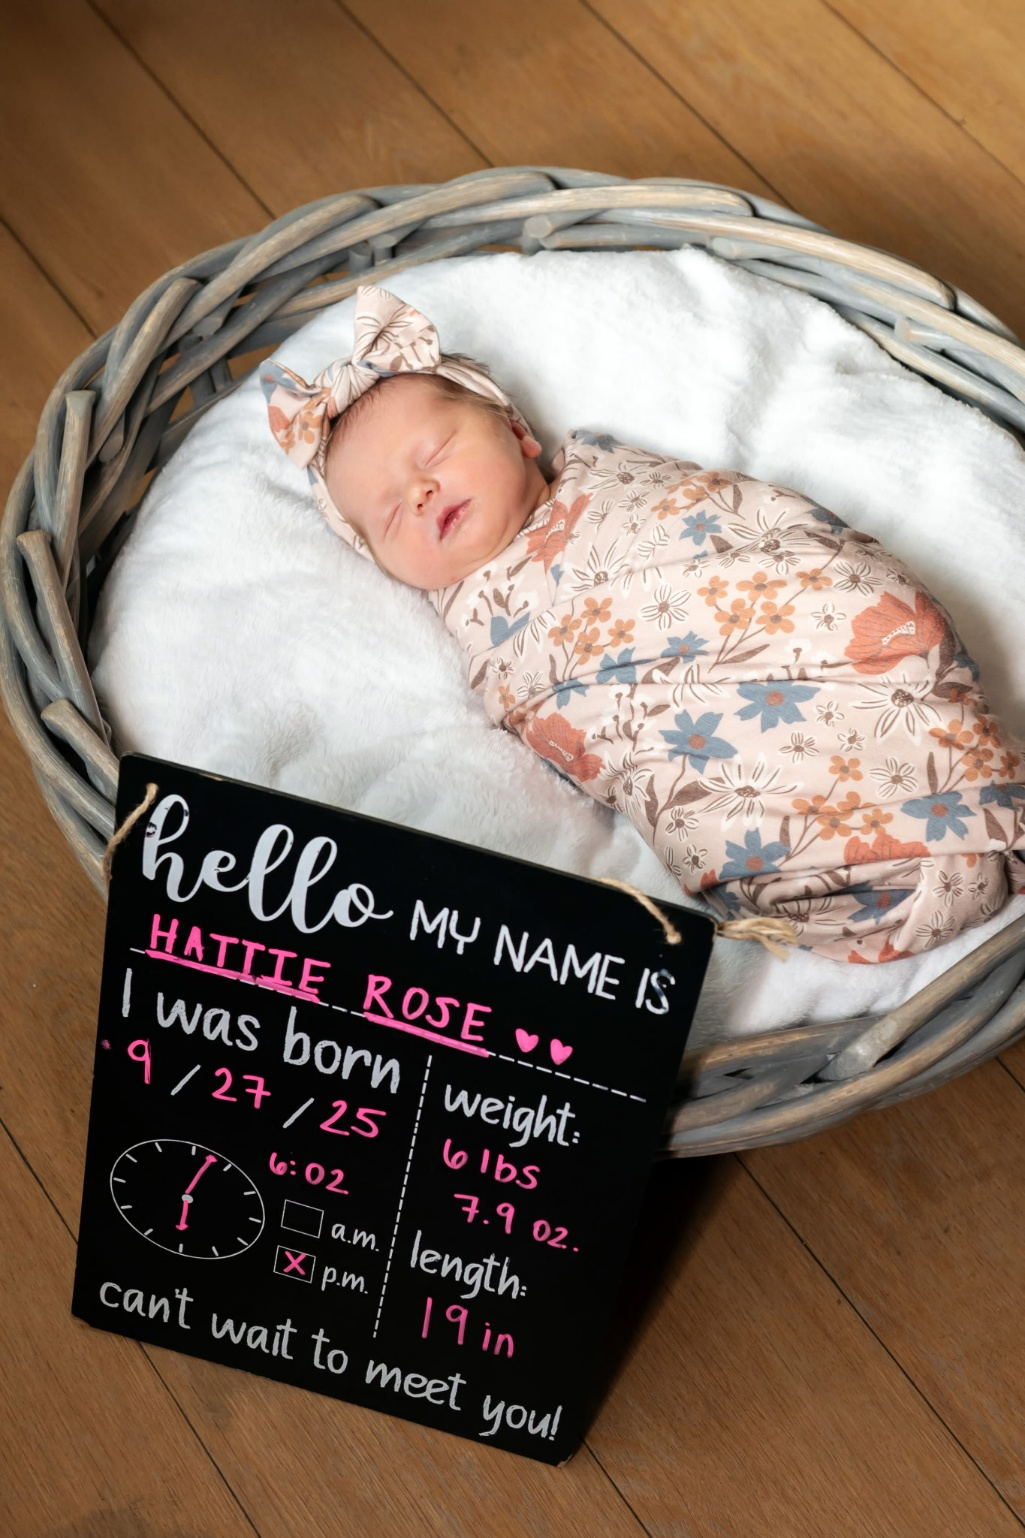 hello MY NAME IS
HATTIE ROSE ♥♥
I was born
9/27/25
6:02
a.m.
X p.m.
weight:
6 lbs
7.9 oz.
length:
19 in
can't wait to meet you!